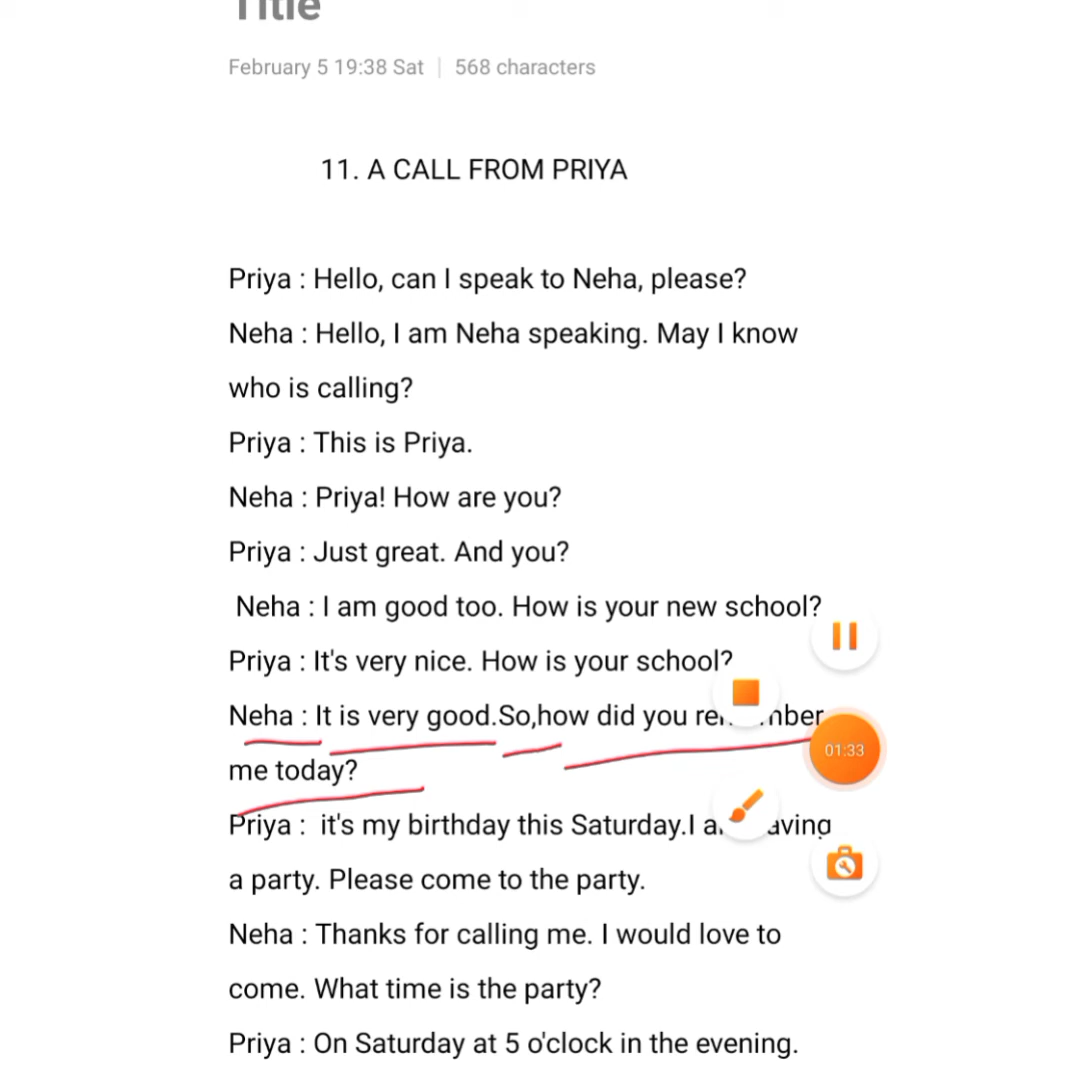 Title
February 5 19:38 Sat | 568 characters
11. A CALL FROM PRIYA
Priya : Hello, can I speak to Neha, please?
Neha : Hello, I am Neha speaking. May I know
who is calling?
Priya : This is Priya.
Neha : Priya! How are you?
Priya : Just great. And you?
Neha : I am good too. How is your new school?
Priya : It's very nice. How is your school?
Neha : It is very good.So,how did you
me today?
01:33
Priya : it's my birthday this Saturday.I
a party. Please come to the party.
Neha : Thanks for calling me. I would love to
come. What time is the party?
Priya : On Saturday at 5 o'clock in the evening.